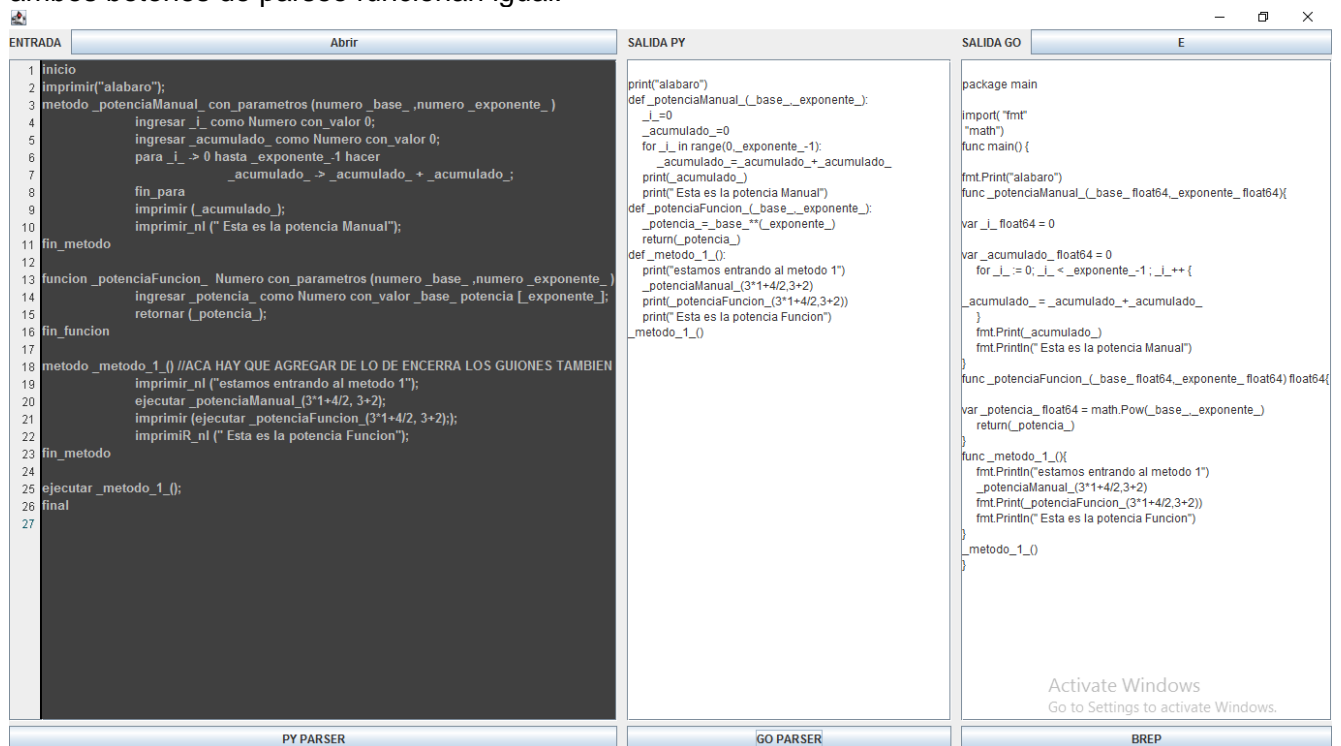 ambos botones de parseo funcionan igual.
ENTRADA
Abrir
SALIDA PY
SALIDA GO
E
1 inicio
2 imprimir("alabaro");
3 metodo _potenciaManual_ con_parametros (numero _base_ ,numero _exponente_ )
4 ingresar _i_ como Numero con_valor 0;
5 ingresar _acumulado_ como Numero con_valor 0;
6 para _i_ -> 0 hasta _exponente_-1 hacer
7 _acumulado_ -> _acumulado_ + _acumulado_;
8 fin_para
9 imprimir (_acumulado_);
10 imprimir_nl (" Esta es la potencia Manual");
11 fin_metodo
12
13 funcion _potenciaFuncion_ Numero con_parametros (numero _base_ ,numero _exponente_ )
14 ingresar _potencia_ como Numero con_valor _base_ potencia [_exponente_];
15 retornar (_potencia_);
16 fin_funcion
17
18 metodo _metodo_1_() //ACA HAY QUE AGREGAR DE LO DE ENCERRA LOS GUIONES TAMBIEN
19 imprimir_nl ("estamos entrando al metodo 1");
20 ejecutar _potenciaManual_(3*1+4/2, 3+2);
21 imprimir (ejecutar _potenciaFuncion_(3*1+4/2, 3+2););
22 imprimiR_nl (" Esta es la potencia Funcion");
23 fin_metodo
24
25 ejecutar _metodo_1_();
26 final
27
print("alabaro")
def _potenciaManual_(_base_,_exponente_):
_i_=0
_acumulado_=0
for _i_ in range(0,_exponente_-1):
_acumulado_=_acumulado_+_acumulado_
print(_acumulado_)
print(" Esta es la potencia Manual")
def _potenciaFuncion_(_base_,_exponente_):
_potencia_=_base_**(_exponente_)
return(_potencia_)
def _metodo_1_():
print("estamos entrando al metodo 1")
_potenciaManual_(3*1+4/2,3+2)
print(_potenciaFuncion_(3*1+4/2,3+2))
print(" Esta es la potencia Funcion")
_metodo_1_()
package main
import( "fmt"
"math")
func main() {
fmt.Print("alabaro")
func _potenciaManual_(_base_ float64,_exponente_ float64){
var _i_ float64 = 0
var _acumulado_ float64 = 0
for _i_ := 0; _i_ < _exponente_-1 ; _i_++ {
_acumulado_ = _acumulado_+_acumulado_
}
fmt.Print(_acumulado_)
fmt.Println(" Esta es la potencia Manual")
}
func _potenciaFuncion_(_base_ float64,_exponente_ float64) float64{
var _potencia_ float64 = math.Pow(_base_,_exponente_)
return(_potencia_)
}
func _metodo_1_(){
fmt.Println("estamos entrando al metodo 1")
_potenciaManual_(3*1+4/2,3+2)
fmt.Print(_potenciaFuncion_(3*1+4/2,3+2))
fmt.Println(" Esta es la potencia Funcion")
}
_metodo_1_()
}
Activate Windows
Go to Settings to activate Windows.
PY PARSER
GO PARSER
BREP